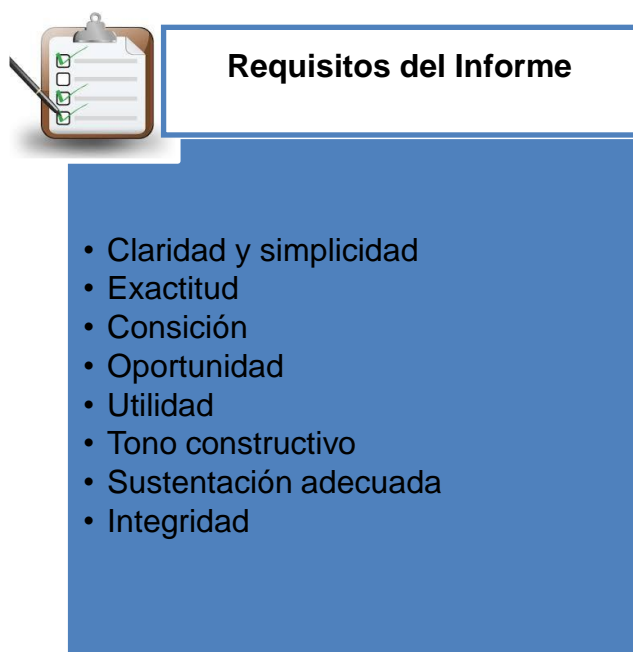 Requisitos del Informe
• Claridad y simplicidad
• Exactitud
• Consición
• Oportunidad
• Utilidad
• Tono constructivo
• Sustentación adecuada
• Integridad